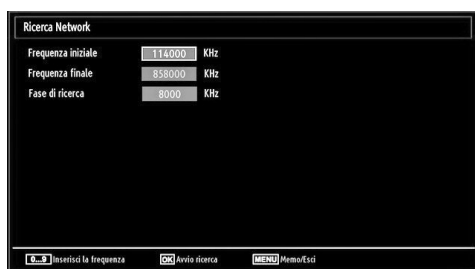 Ricerca Network
Frequenza iniziale 114000 KHz
Frequenza finale 858000 KHz
Fase di ricerca 8000 KHz
0...9 Inserisci la frequenza OK Avvio ricerca MENU Memo/Esci